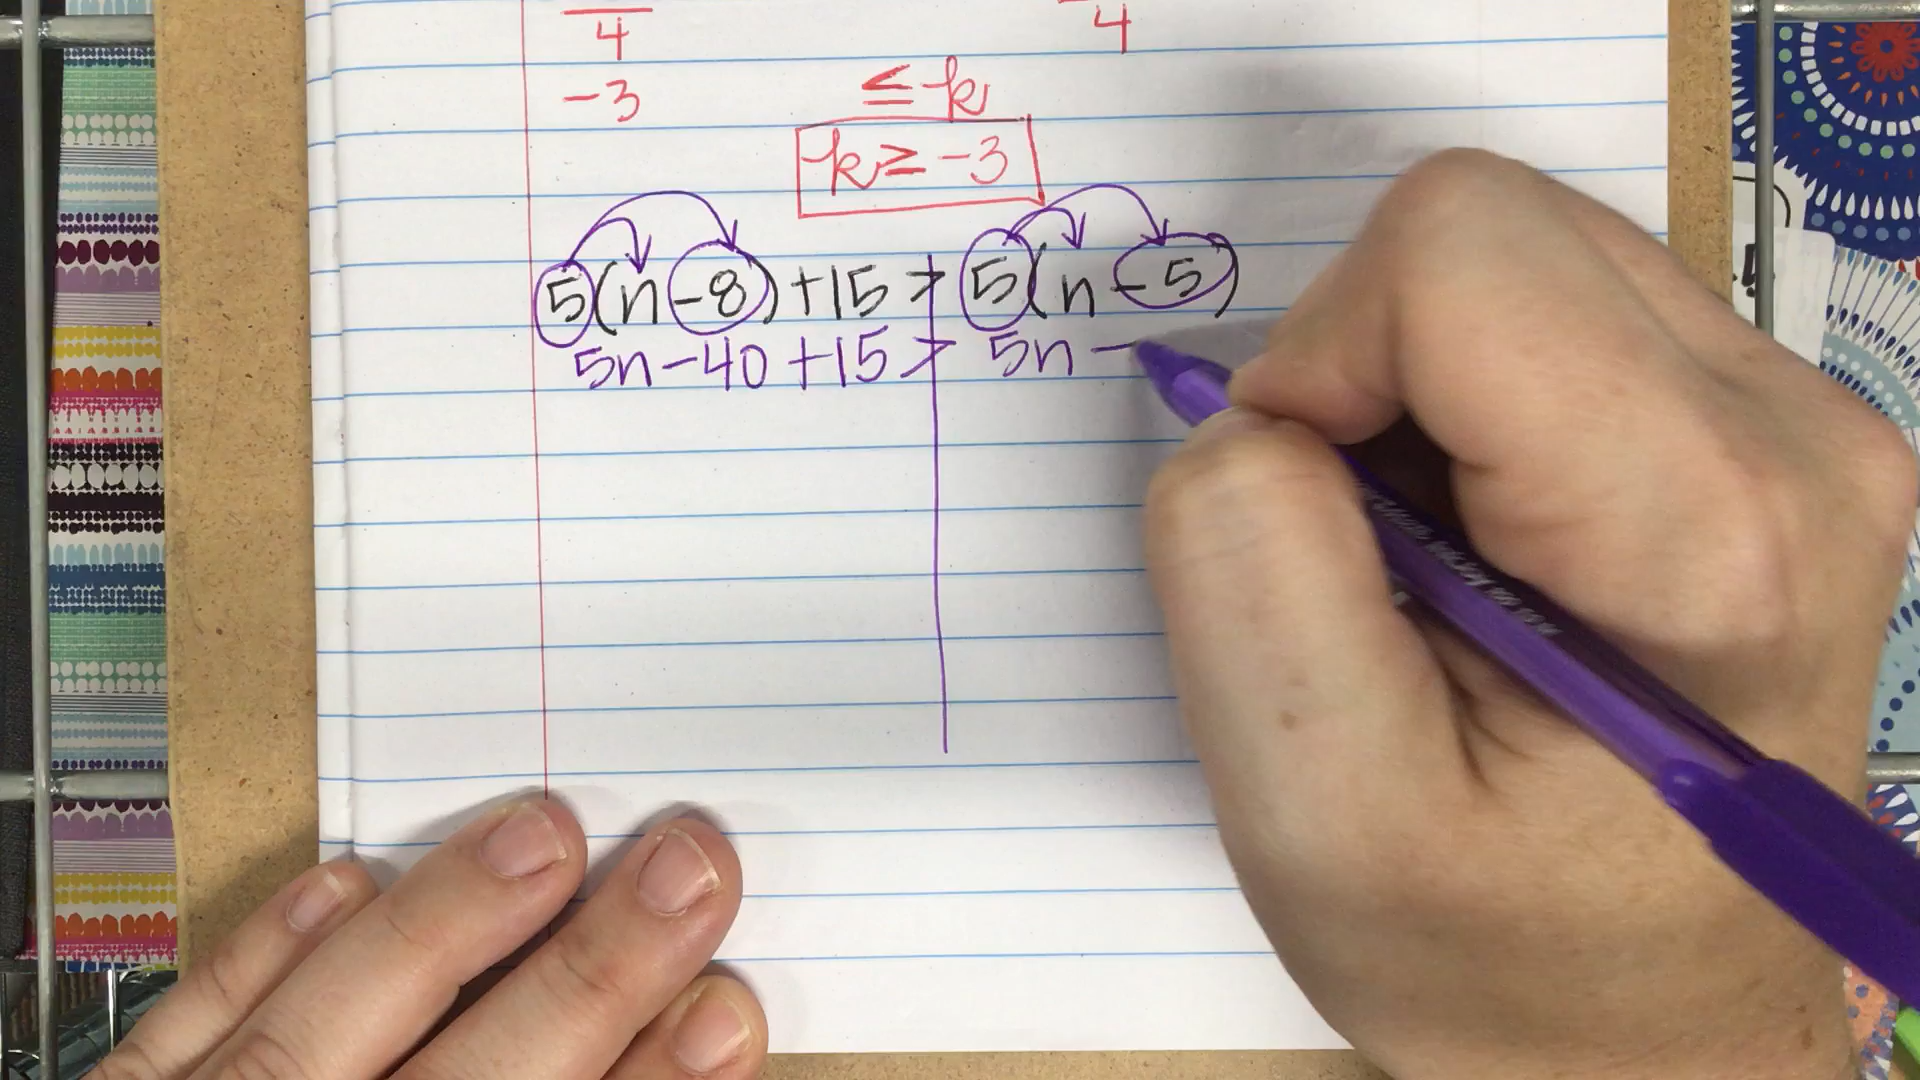 4 4
-3 ≤ k
k ≥ -3
5(n-8)+15 > 5(n-5)
5n-40+15 > 5n-